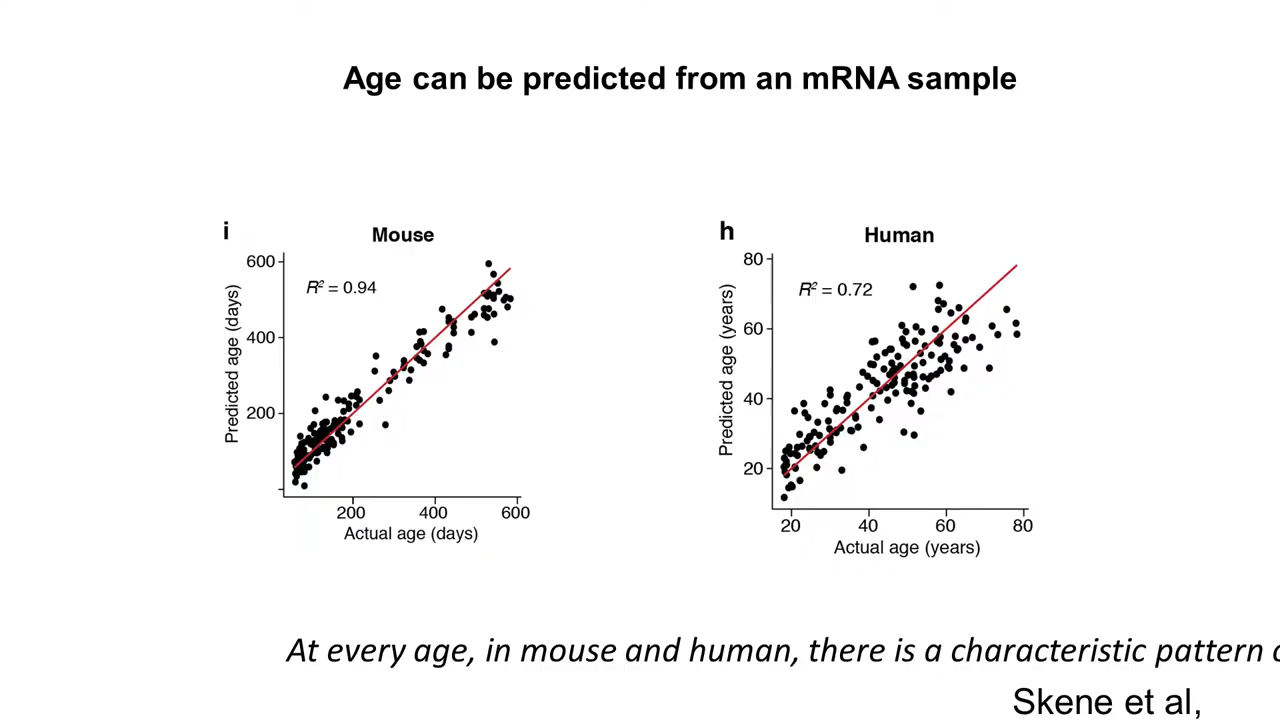 Age can be predicted from an mRNA sample
i
Mouse
R² = 0.94
Predicted age (days)
600
400
200
200 400 600
Actual age (days)
h
Human
R² = 0.72
Predicted age (years)
80
60
40
20
20 40 60 80
Actual age (years)
At every age, in mouse and human, there is a characteristic pattern
Skene et al,